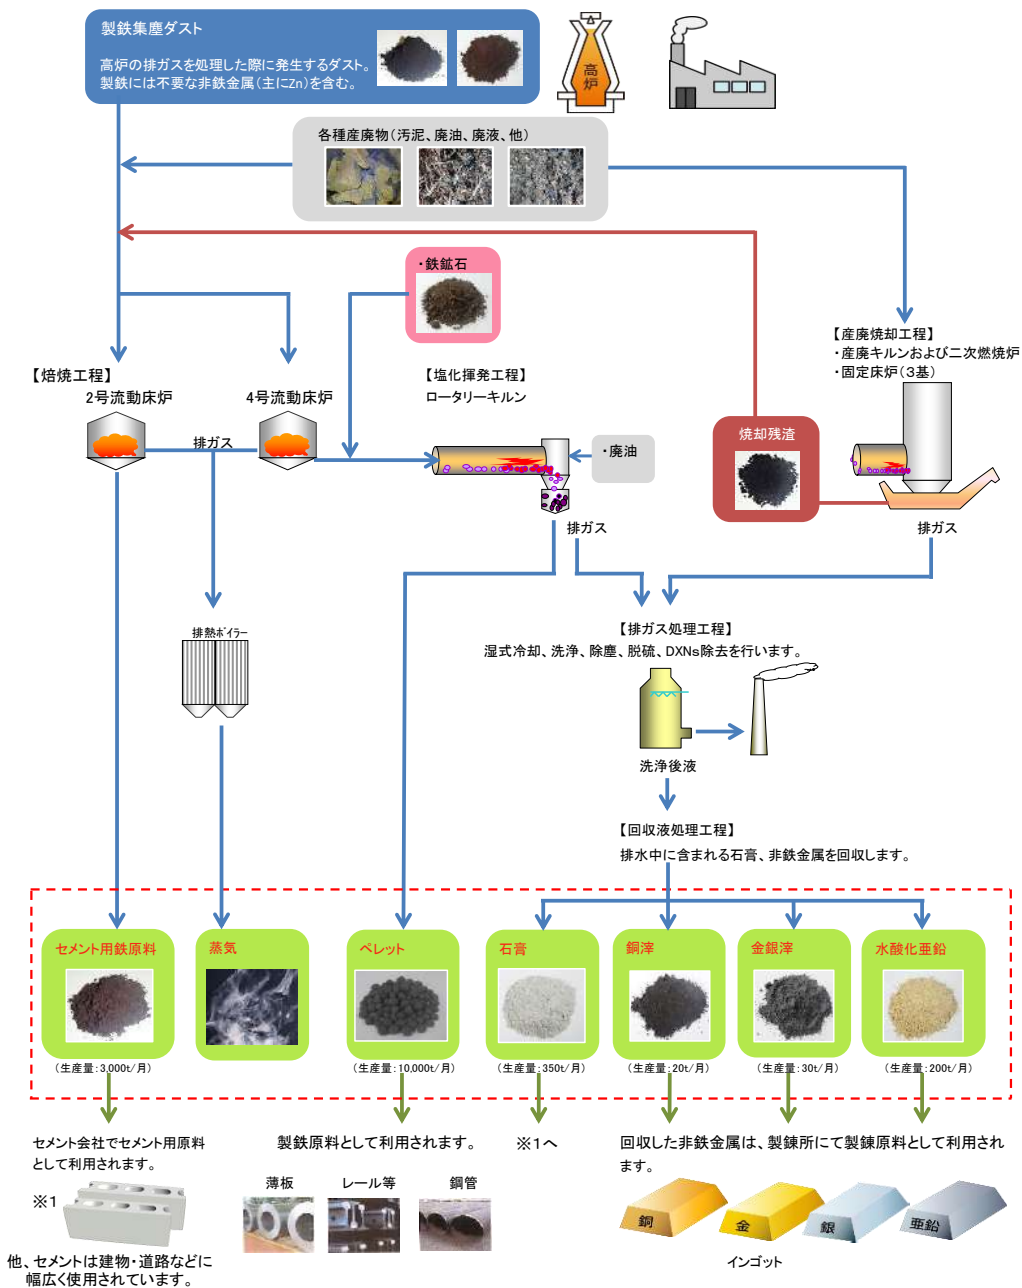 製鉄集塵ダスト
高炉の排ガスを処理した際に発生するダスト。
製鉄には不要な非鉄金属(主にZn)を含む。
高炉
各種産廃物(汚泥、廃油、廃液、他)
・鉄鉱石
【産廃焼却工程】
・産廃キルンおよび二次燃焼炉
・固定床炉(3基)
【焙焼工程】
2号流動床炉
4号流動床炉
【塩化揮発工程】
ロータリーキルン
排ガス
・廃油
焼却残渣
排ガス
排ガス
排熱ボイラー
【排ガス処理工程】
湿式冷却、洗浄、除塵、脱硫、DXNs除去を行います。
洗浄後液
【回収液処理工程】
排水中に含まれる石膏、非鉄金属を回収します。
セメント用鉄原料
蒸気
ペレット
石膏
銅滓
金銀滓
水酸化亜鉛
(生産量:3,000t/月)
(生産量:10,000t/月)
(生産量:350t/月)
(生産量:20t/月)
(生産量:30t/月)
(生産量:200t/月)
セメント会社でセメント用原料
として利用されます。
※1
他、セメントは建物・道路などに
幅広く使用されています。
製鉄原料として利用されます。
薄板
レール等
鋼管
※1へ
回収した非鉄金属は、製錬所にて製錬原料として利用され
ます。
銅
金
銀
亜鉛
インゴット